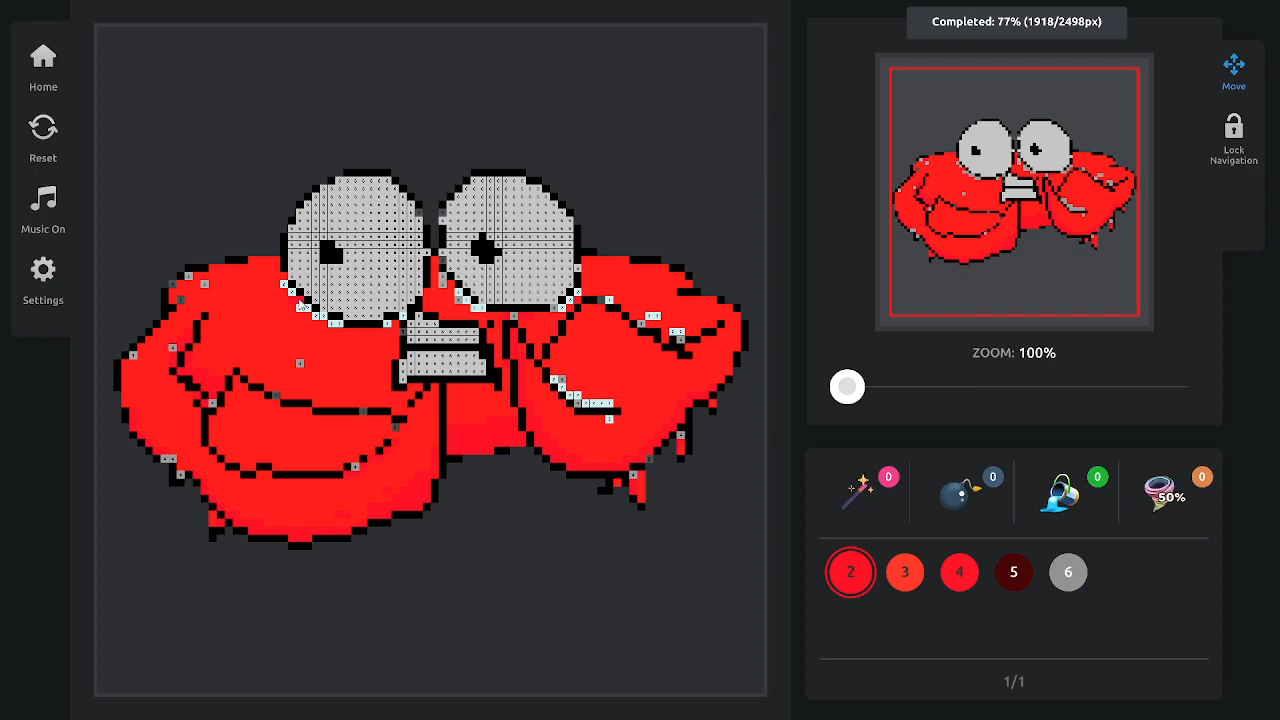 Completed: 77% (1918/2498px)
Home
Reset
Music On
Settings
Move
Lock
Navigation
ZOOM: 100%
0
0
0
0
50%
2
3
4
5
6
1/1